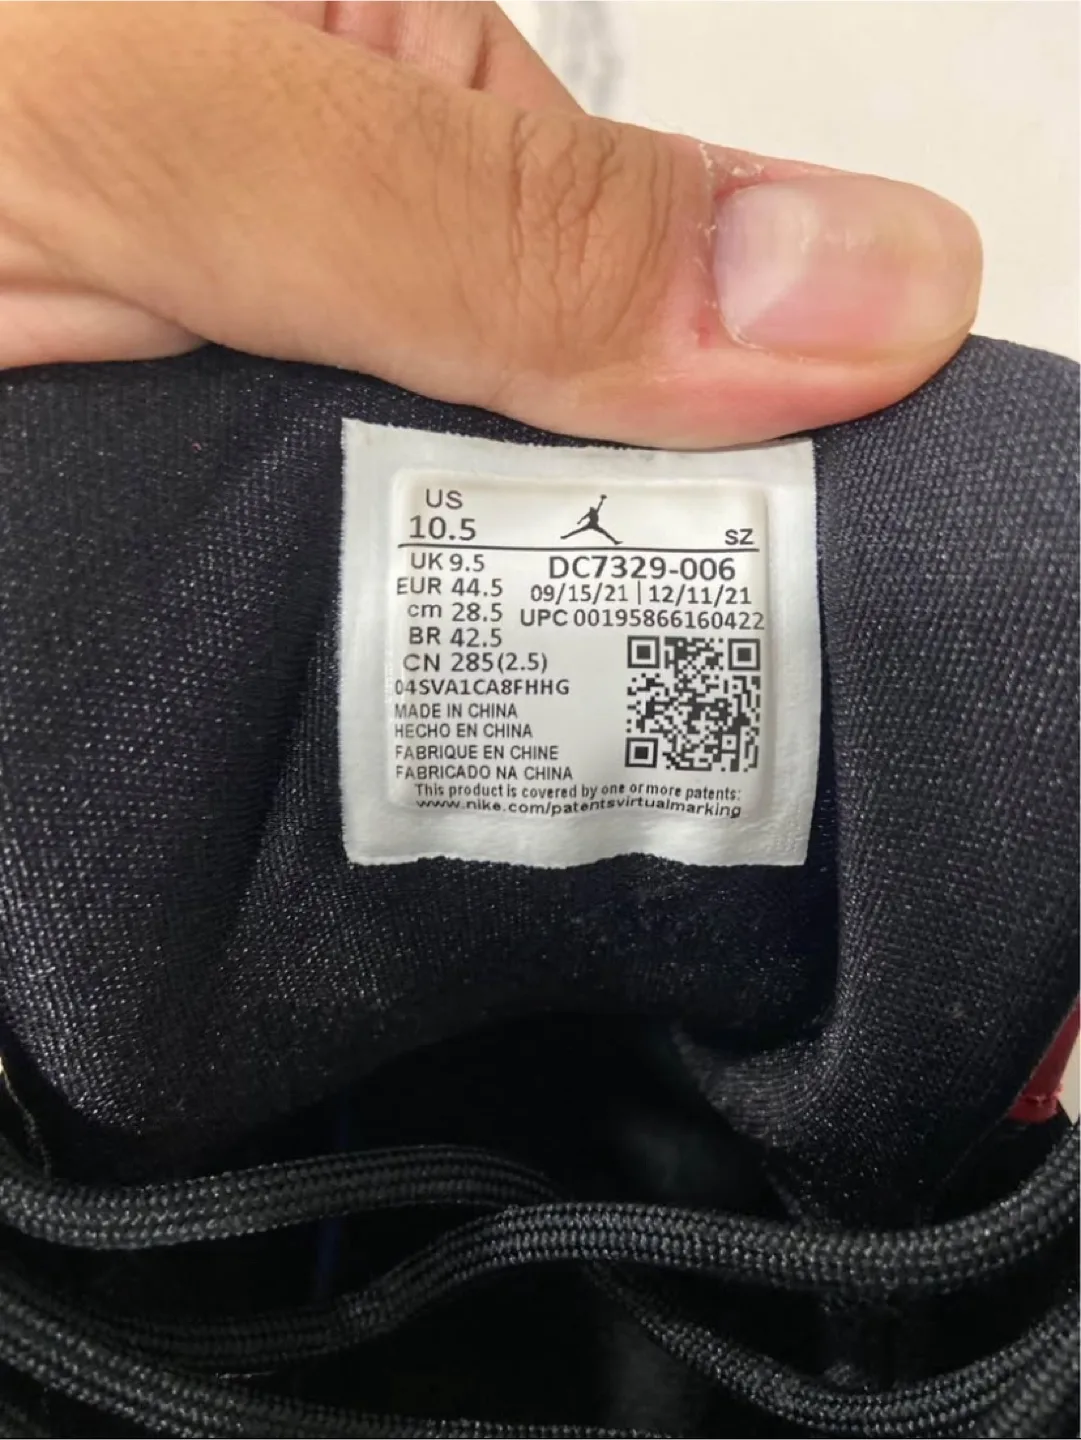 US
10.5
SZ
UK 9.5
DC7329-006
EUR 44.5
09/15/21 | 12/11/21
cm 28.5
UPC 00195866160422
BR 42.5
CN 285(2.5)
04SVA1CA8FHHG
MADE IN CHINA
HECHO EN CHINA
FABRIQUE EN CHINE
FABRICADO NA CHINA
This product is covered by one or more patents:
www.nike.com/patentsvirtualmarking